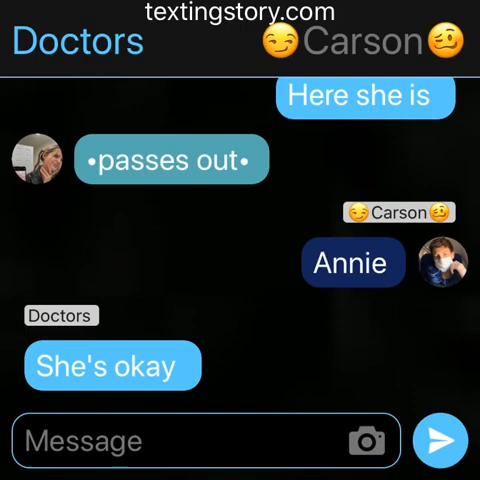 textingstory.com
Doctors
😏Carson🥴
Here she is
•passes out•
😏Carson🥴
Annie
Doctors
She's okay
Message